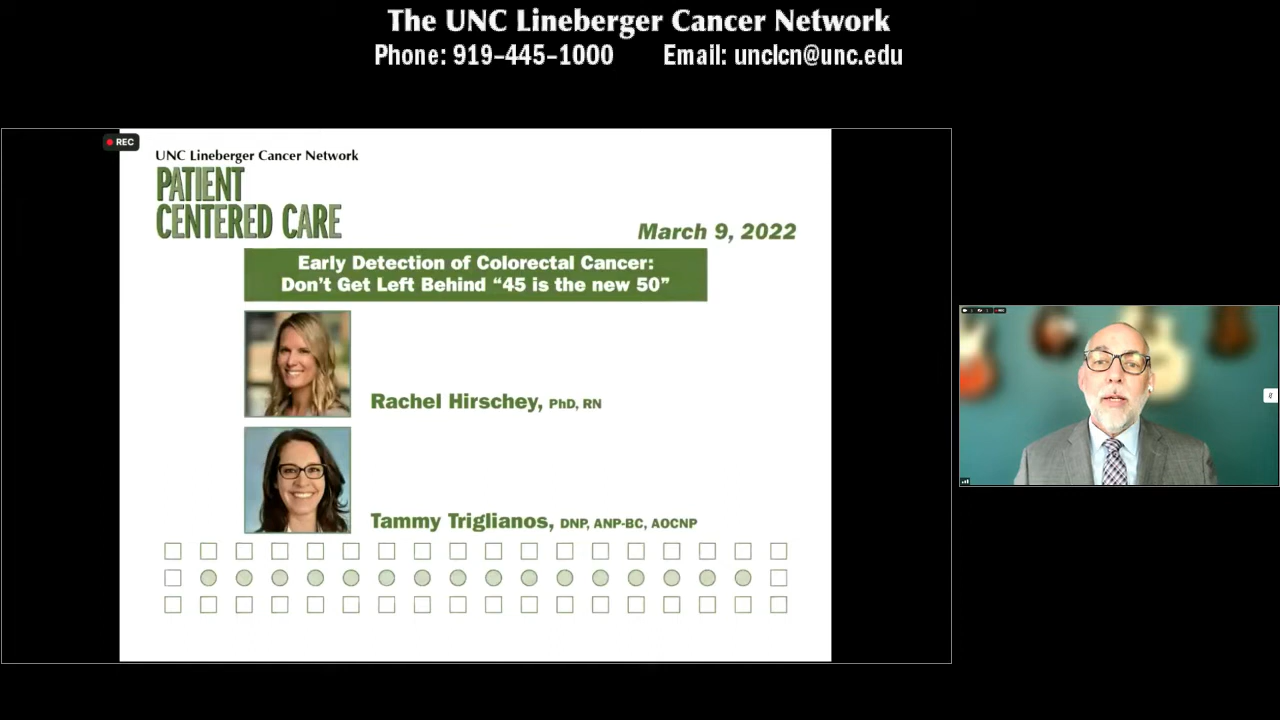 The UNC Lineberger Cancer Network
Phone: 919-445-1000 Email: unclcn@unc.edu
REC
UNC Lineberger Cancer Network
PATIENT
CENTERED CARE
March 9, 2022
Early Detection of Colorectal Cancer:
Don't Get Left Behind “45 is the new 50”
Rachel Hirschey, PhD, RN
Tammy Triglianos, DNP, ANP-BC, AOCNP